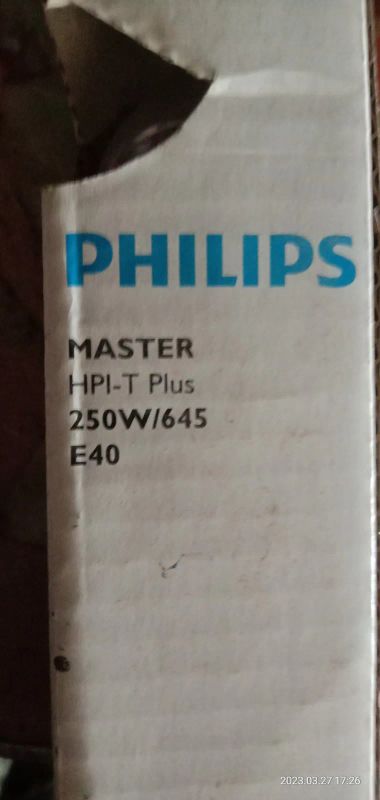 PHILIPS
MASTER
HPI-T Plus
250W/645
E40
2023.03.27 17:26